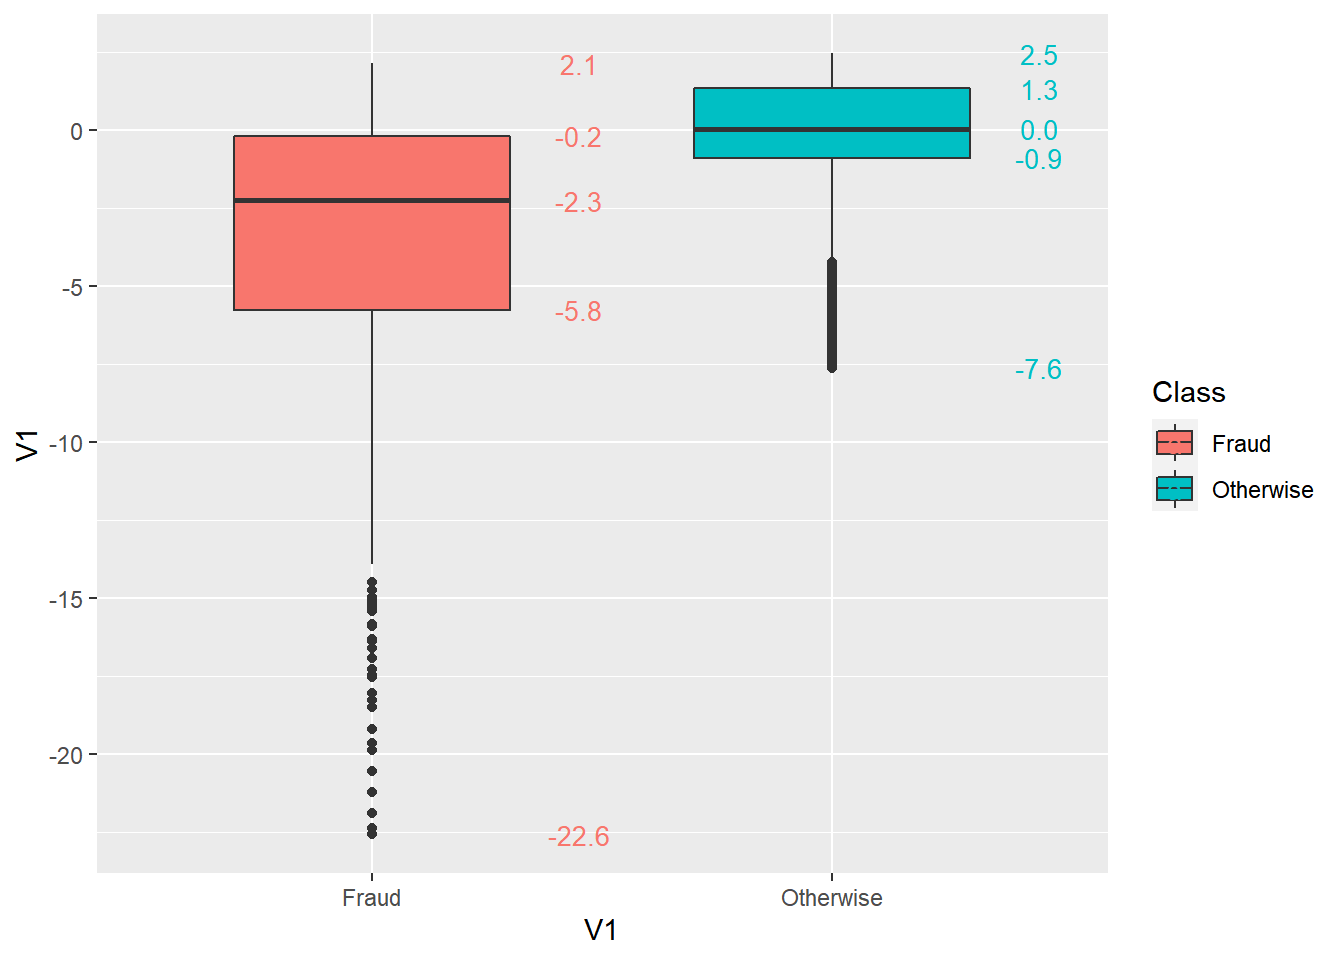 2.1
-0.2
-2.3
-5.8
-22.6
2.5
1.3
0.0
-0.9
-7.6
0
-5
-10
-15
-20
V1
Fraud
Otherwise
V1
Class
Fraud
Otherwise